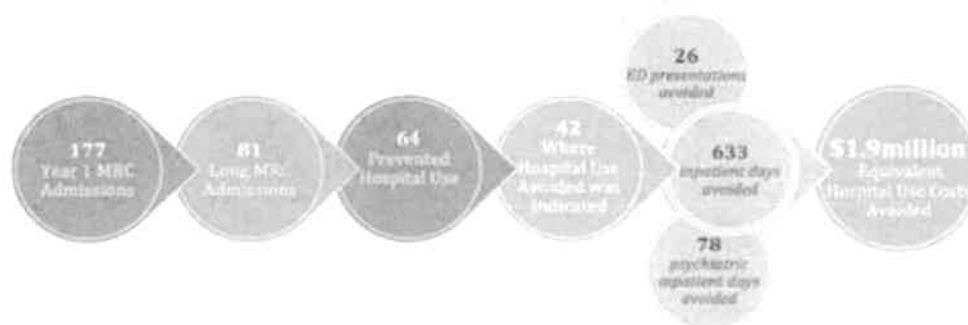 177
Year 1 MRC
Admissions
81
Long MRC
Admissions
64
Prevented
Hospital Use
42
Where
Hospital Use
Avoided was
Indicated
26
ED presentations
avoided
633
inpatient days
avoided
78
psychiatric
inpatient days
avoided
$1.9million
Equivalent
Hospital Use Costs
Avoided